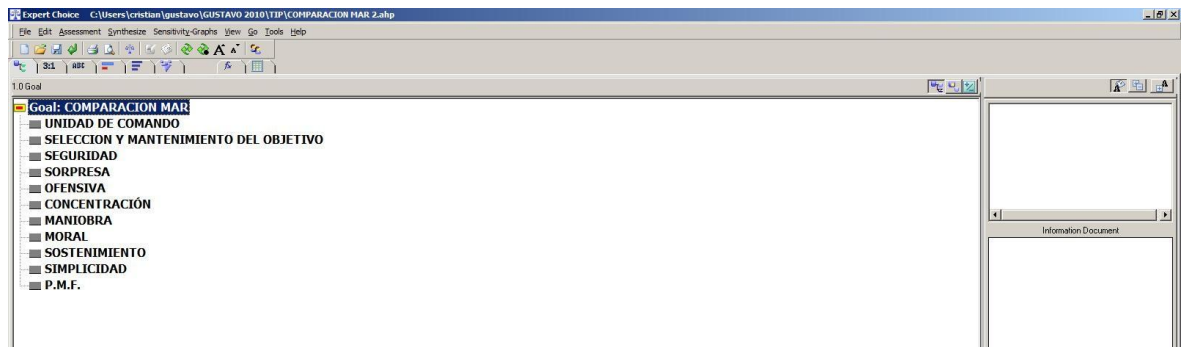 Expert Choice C:\Users\cristian\gustavo\GUSTAVO 2010\TIP\COMPARACION MAR 2.ahp
File Edit Assessment Synthesize Sensitivity-Graphs View Go Tools Help
3:1 ABC
1.0 Goal
Goal: COMPARACION MAR
UNIDAD DE COMANDO
SELECCION Y MANTENIMIENTO DEL OBJETIVO
SEGURIDAD
SORPRESA
OFENSIVA
CONCENTRACIÓN
MANIOBRA
MORAL
SOSTENIMIENTO
SIMPLICIDAD
P.M.F.
Information Document